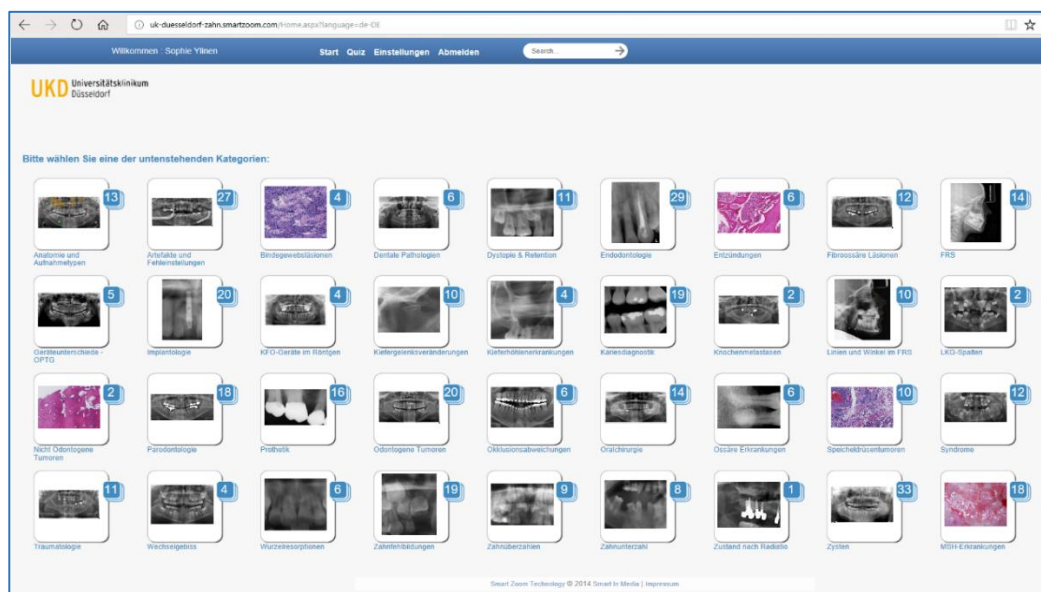 uk-duesseldorf-zahn.smartzoom.com/Home.aspx?language=de-DE
Willkommen : Sophie Ylinen
Start Quiz Einstellungen Abmelden
Search...
UKD Universitätsklinikum
Düsseldorf
Bitte wählen Sie eine der untenstehenden Kategorien:
13 27 4 6 11 29 6 12 14
Anatomie und Aufnahmetypen
Artefakte und Fehleinstellungen
Bindegewebsläsionen
Dentale Pathologien
Dystopie & Retention
Endodontologie
Entzündungen
Fibroossäre Läsionen
FRS
5 20 4 10 4 19 2 10 2
Geräteunterschiede - OPTG
Implantologie
KFO-Geräte im Röntgen
Kiefergelenksveränderungen
Kieferhöhlenerkrankungen
Kariesdiagnostik
Knochenmetastasen
Linien und Winkel im FRS
LKG-Spalten
2 18 16 20 6 14 6 10 12
Nicht Odontogene Tumoren
Parodontologie
Prothetik
Odontogene Tumoren
Okklusionsabweichungen
Oralchirurgie
Ossäre Erkrankungen
Speicheldrüsentumoren
Syndrome
11 4 6 19 9 8 1 33 18
Traumatologie
Wechselgebiss
Wurzelresorptionen
Zahnfehlbildungen
Zahnüberzahlen
Zahnunterzahl
Zustand nach Radiatio
Zysten
MSH-Erkrankungen
Smart Zoom Technology © 2014 Smart In Media | Impressum